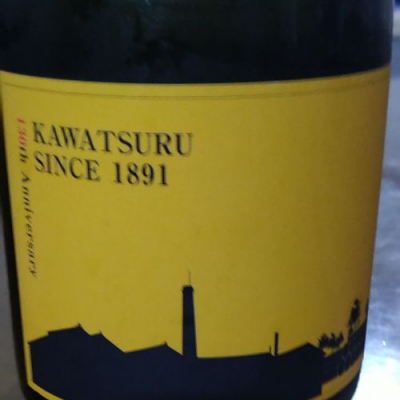 KAWATSURU
SINCE 1891
130th Anniversary